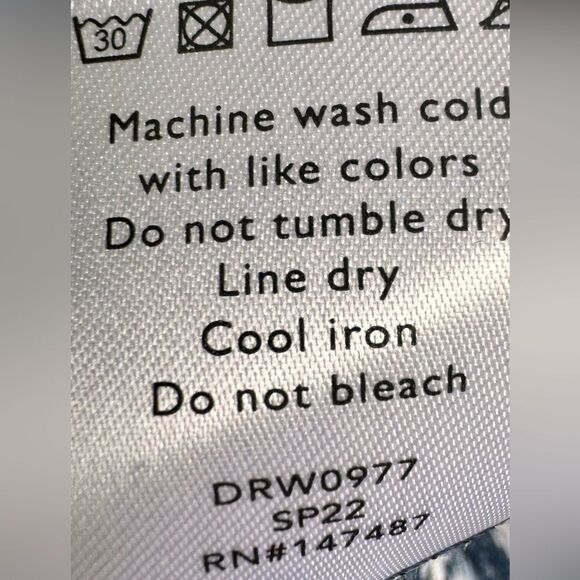 30
Machine wash cold
with like colors
Do not tumble dry
Line dry
Cool iron
Do not bleach
DRW0977
SP22
RN#147487